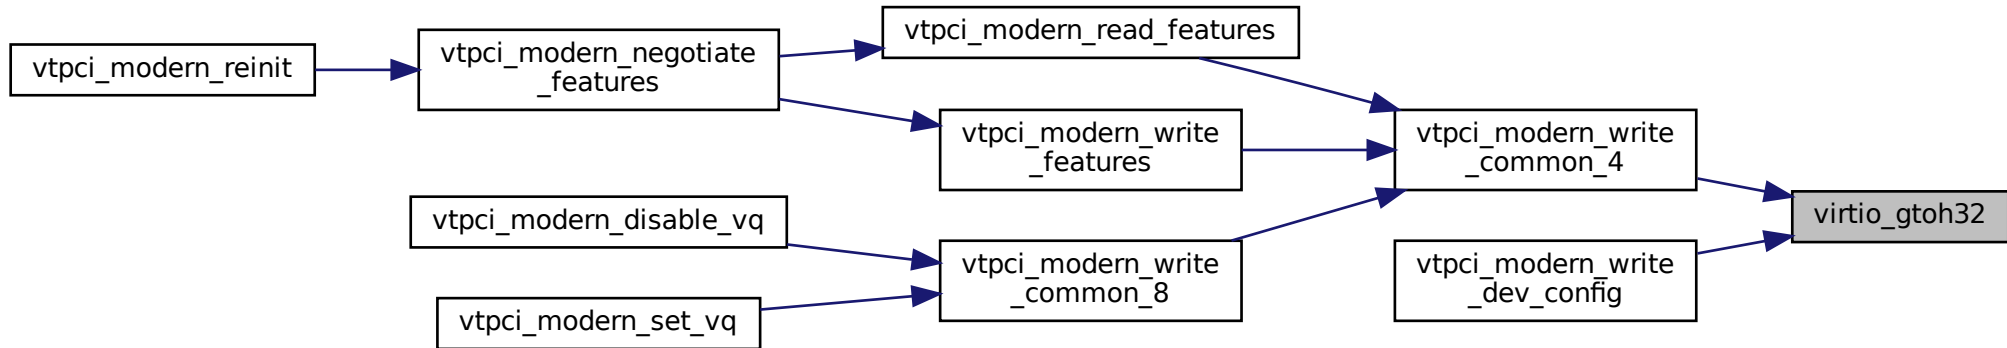 vtpci_modern_reinit
vtpci_modern_negotiate
_features
vtpci_modern_read_features
vtpci_modern_write
_features
vtpci_modern_disable_vq
vtpci_modern_set_vq
vtpci_modern_write
_common_8
vtpci_modern_write
_common_4
vtpci_modern_write
_dev_config
virtio_gtoh32